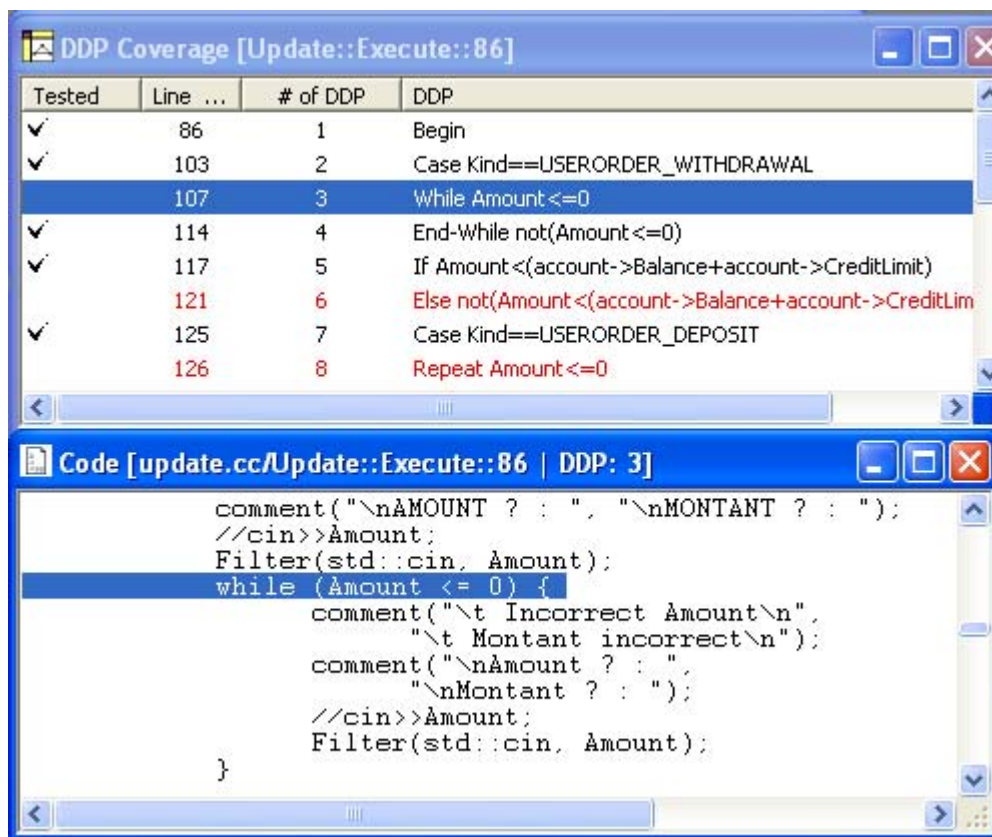 DDP Coverage [Update::Execute::86]
Tested Line ... # of DDP DDP
86 1 Begin
103 2 Case Kind==USERORDER_WITHDRAWAL
107 3 While Amount<=0
114 4 End-While not(Amount<=0)
117 5 If Amount<(account->Balance+account->CreditLimit)
121 6 Else not(Amount<(account->Balance+account->CreditLim
125 7 Case Kind==USERORDER_DEPOSIT
126 8 Repeat Amount<=0
Code [update.cc/Update::Execute::86 | DDP: 3]
comment("\nAMOUNT ? : ", "\nMONTANT ? : ");
//cin>>Amount;
Filter(std::cin, Amount);
while (Amount <= 0) {
comment("\t Incorrect Amount\n",
"\t Montant incorrect\n");
comment("\nAmount ? : ",
"\nMontant ? : ");
//cin>>Amount;
Filter(std::cin, Amount);
}